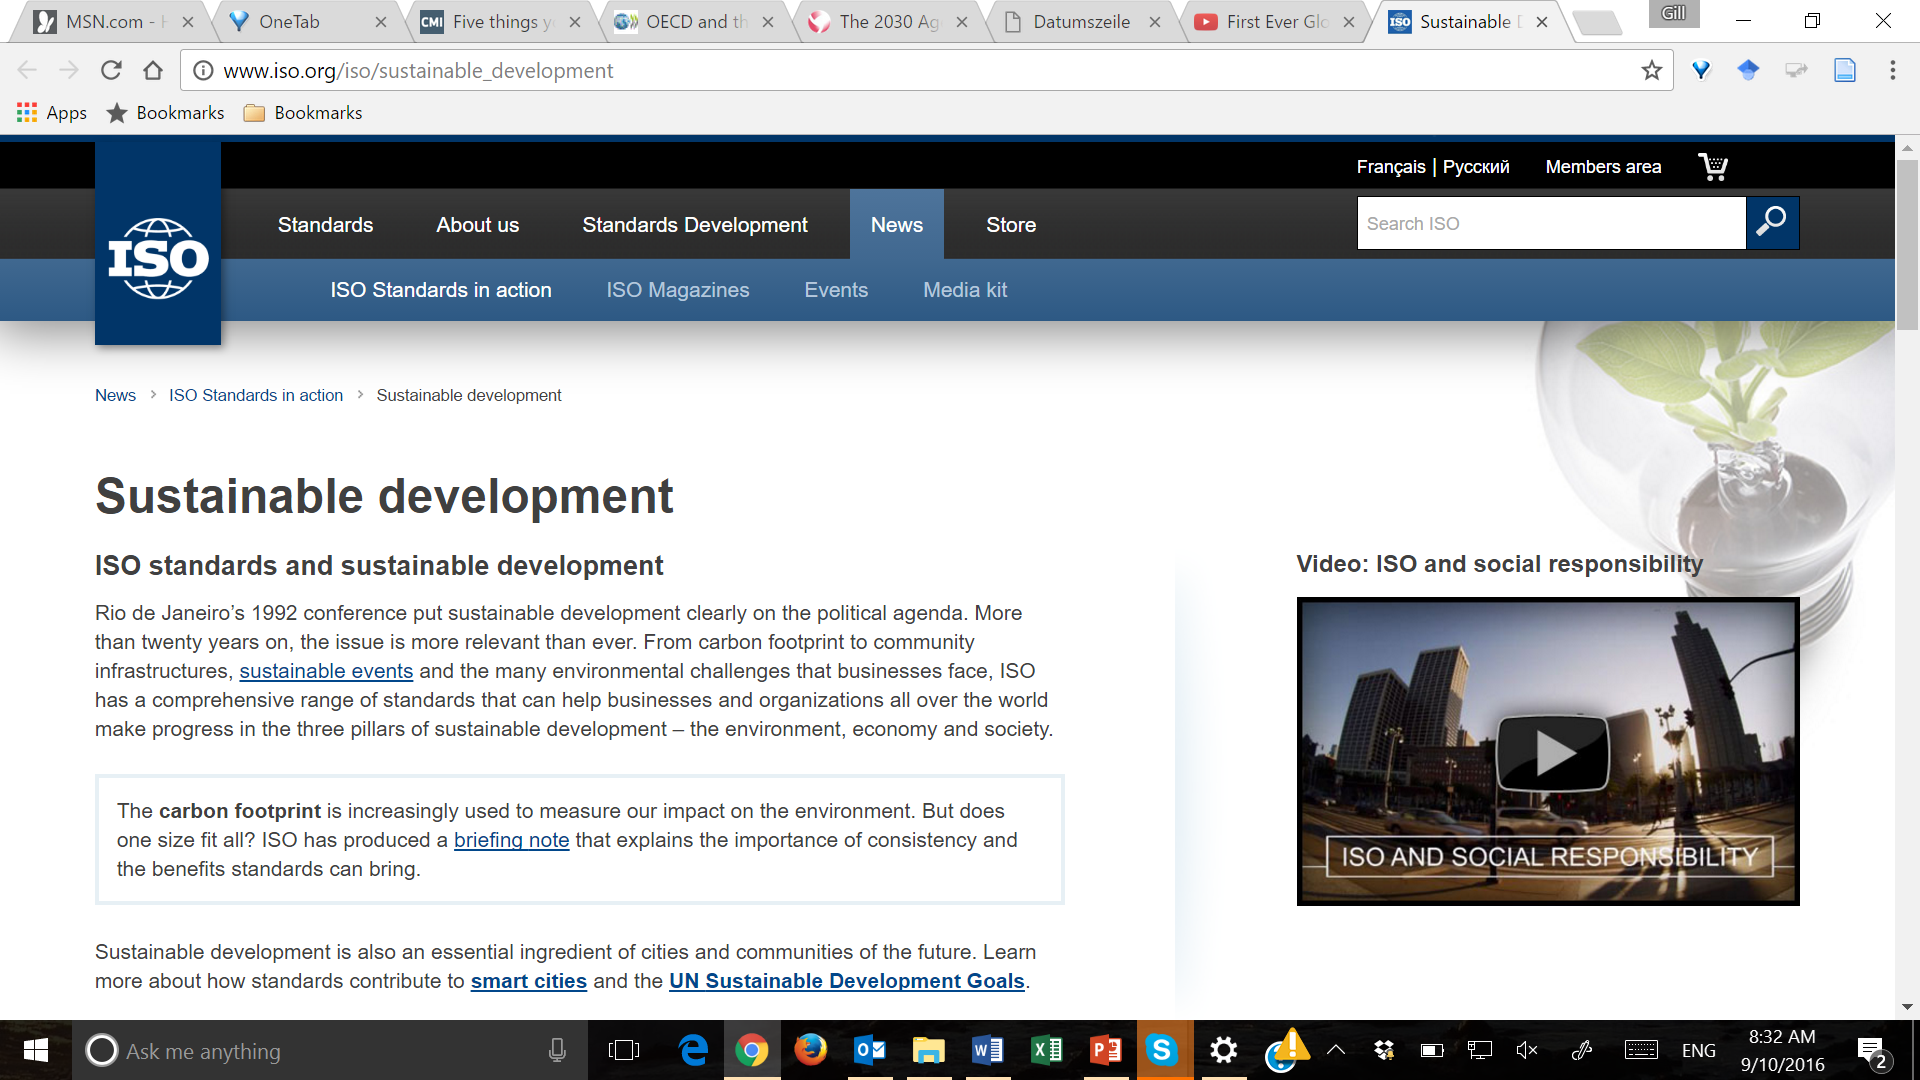 MSN.com - H
OneTab
CMI Five things y
OECD and th
The 2030 Ag
Datumszeile
First Ever Glo
ISO Sustainable D
Gill
www.iso.org/iso/sustainable_development
Apps Bookmarks Bookmarks
Français | Русский Members area
Standards About us Standards Development News Store
Search ISO
ISO
ISO Standards in action ISO Magazines Events Media kit
News > ISO Standards in action > Sustainable development
Sustainable development
ISO standards and sustainable development
Rio de Janeiro’s 1992 conference put sustainable development clearly on the political agenda. More
than twenty years on, the issue is more relevant than ever. From carbon footprint to community
infrastructures, sustainable events and the many environmental challenges that businesses face, ISO
has a comprehensive range of standards that can help businesses and organizations all over the world
make progress in the three pillars of sustainable development – the environment, economy and society.
The carbon footprint is increasingly used to measure our impact on the environment. But does
one size fit all? ISO has produced a briefing note that explains the importance of consistency and
the benefits standards can bring.
Sustainable development is also an essential ingredient of cities and communities of the future. Learn
more about how standards contribute to smart cities and the UN Sustainable Development Goals.
Video: ISO and social responsibility
ISO AND SOCIAL RESPONSIBILITY
Ask me anything
ENG
8:32 AM
9/10/2016
2